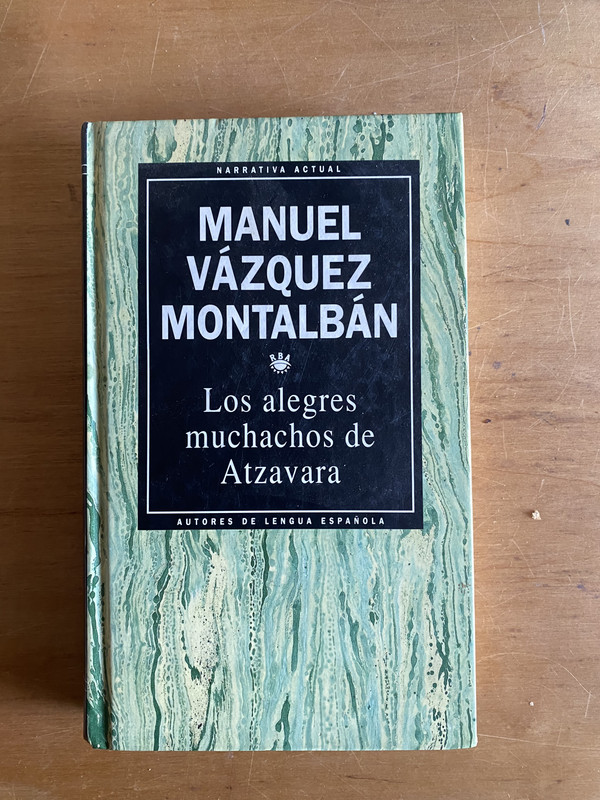 NARRATIVA ACTUAL
MANUEL
VÁZQUEZ
MONTALBÁN
RBA
Los alegres
muchachos de
Atzavara
AUTORES DE LENGUA ESPAÑOLA